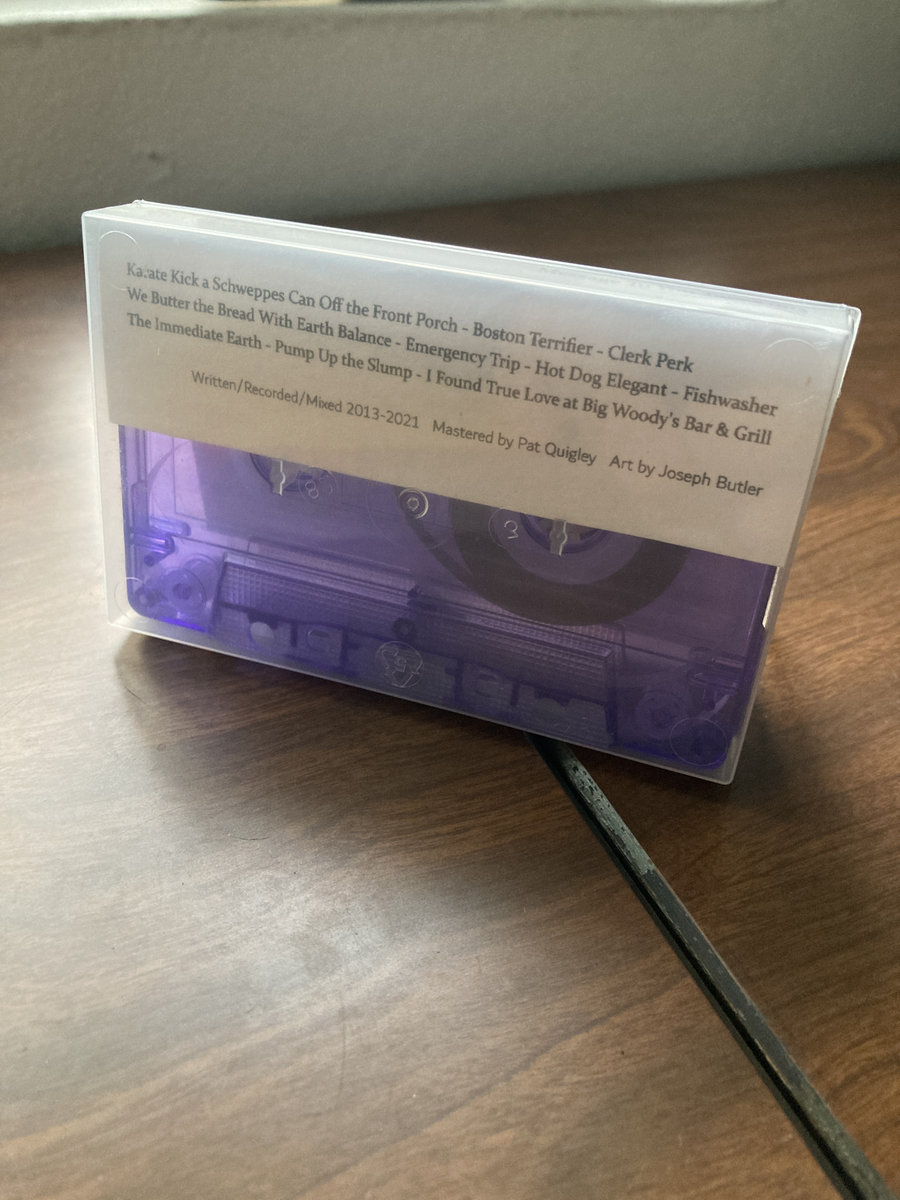 Karate Kick a Schweppes Can Off the Front Porch - Boston Terrifier - Clerk Perk
We Butter the Bread With Earth Balance - Emergency Trip - Hot Dog Elegant - Fishwasher
The Immediate Earth - Pump Up the Slump - I Found True Love at Big Woody's Bar & Grill
Written/Recorded/Mixed 2013-2021 Mastered by Pat Quigley Art by Joseph Butler